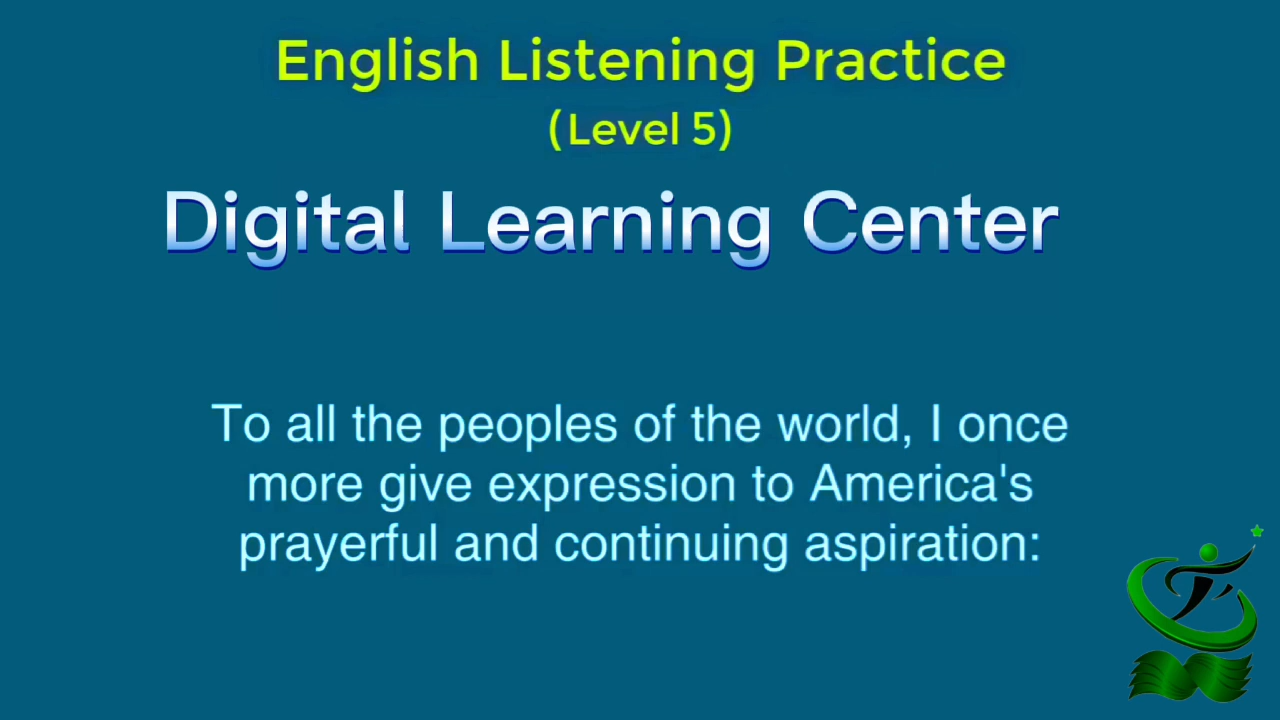 English Listening Practice
(Level 5)
Digital Learning Center
To all the peoples of the world, I once
more give expression to America's
prayerful and continuing aspiration: